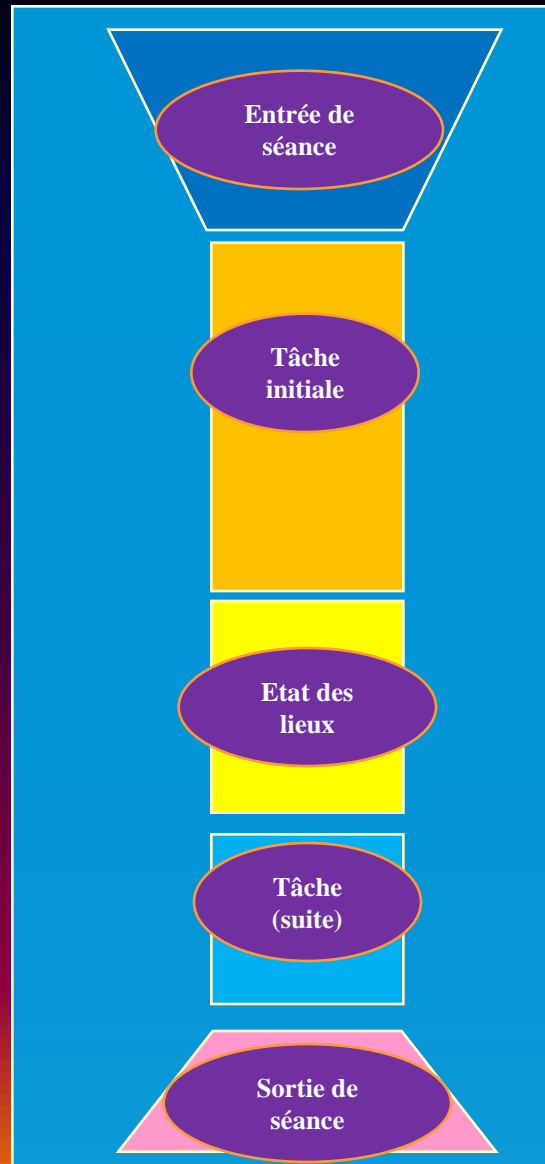 Entrée de
séance
Tâche
initiale
Etat des
lieux
Tâche
(suite)
Sortie de
séance